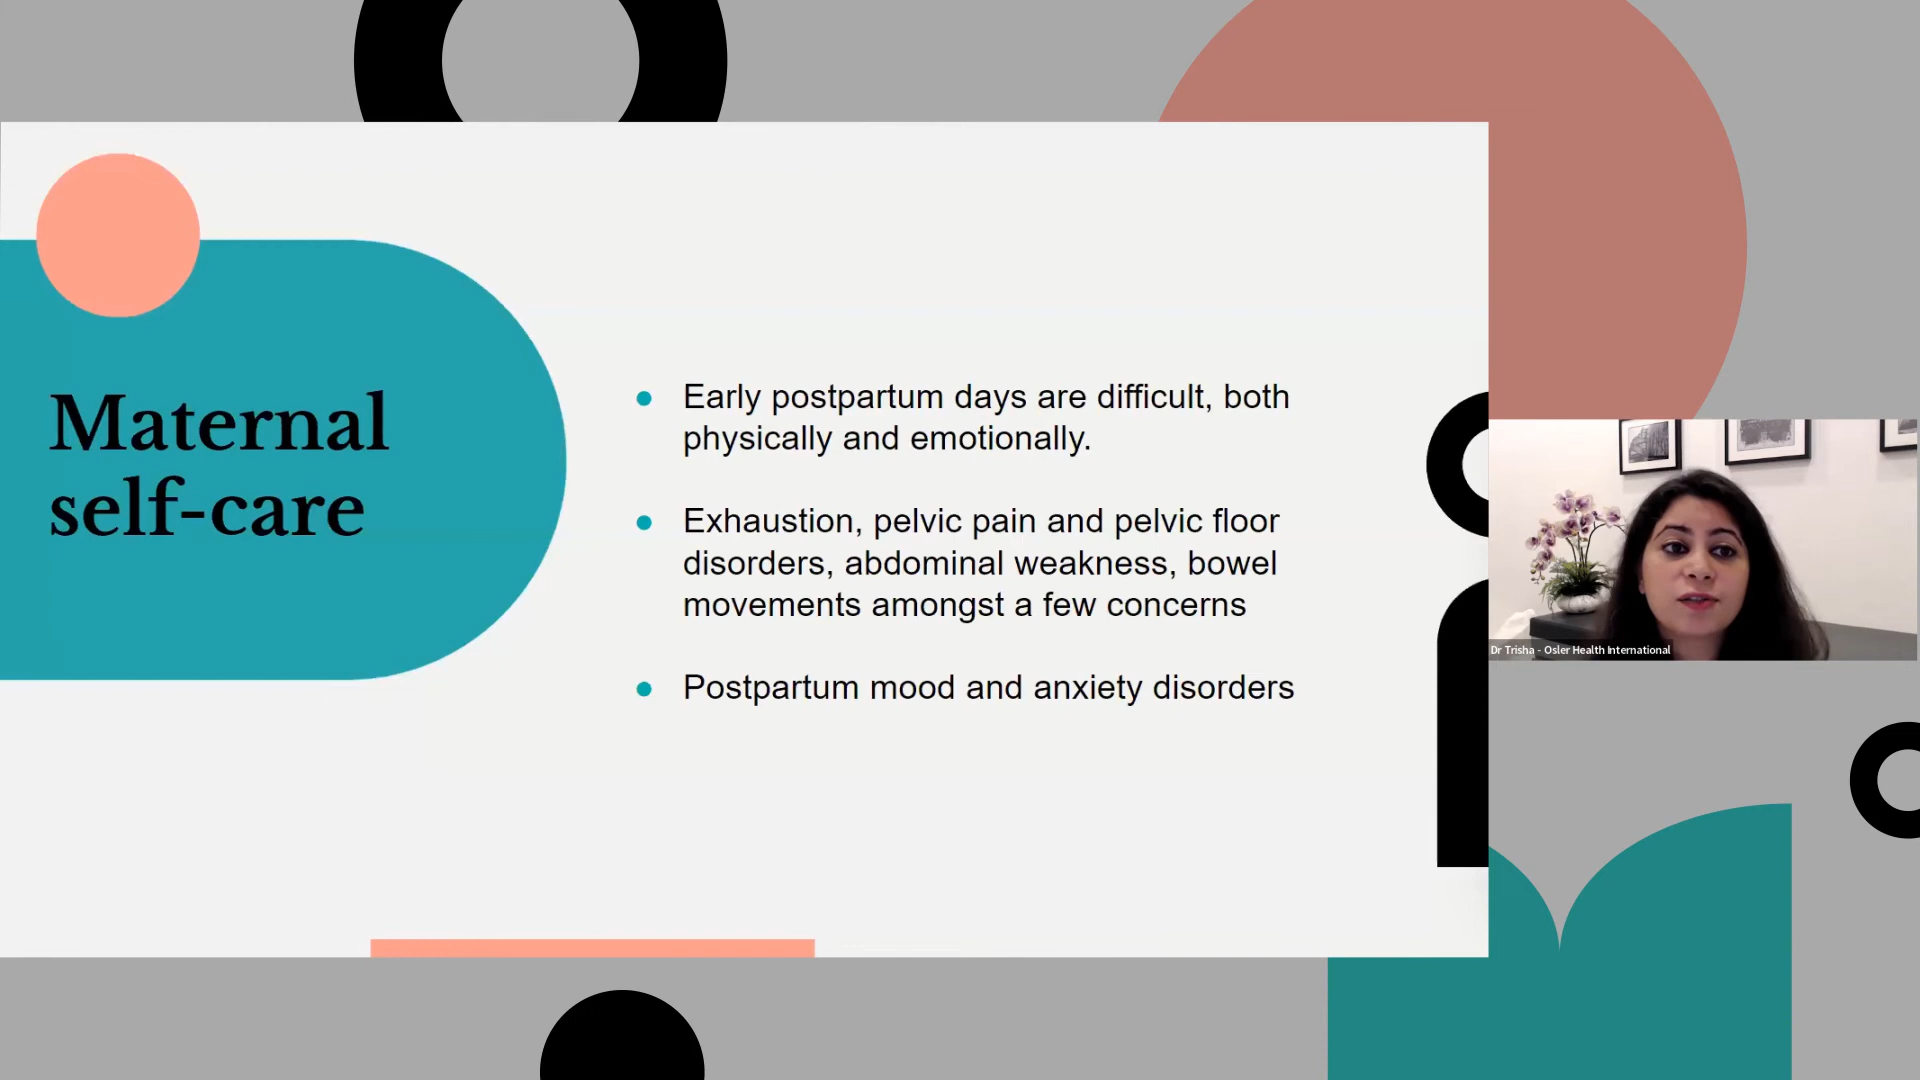 Maternal
self-care
Early postpartum days are difficult, both
physically and emotionally.
Exhaustion, pelvic pain and pelvic floor
disorders, abdominal weakness, bowel
movements amongst a few concerns
Postpartum mood and anxiety disorders
Dr Trisha - Osler Health International